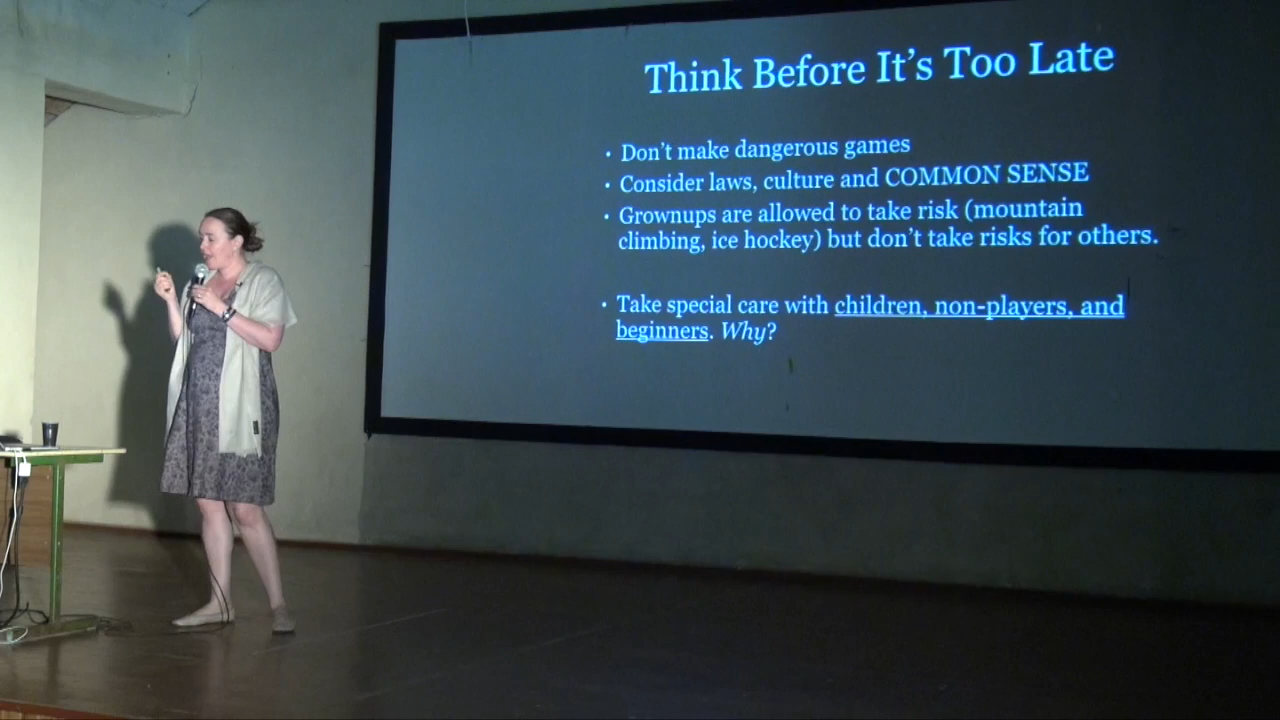 Think Before It's Too Late
• Don't make dangerous games
• Consider laws, culture and COMMON SENSE
• Grownups are allowed to take risk (mountain
climbing, ice hockey) but don't take risks for others.
• Take special care with children, non-players, and
beginners. Why?